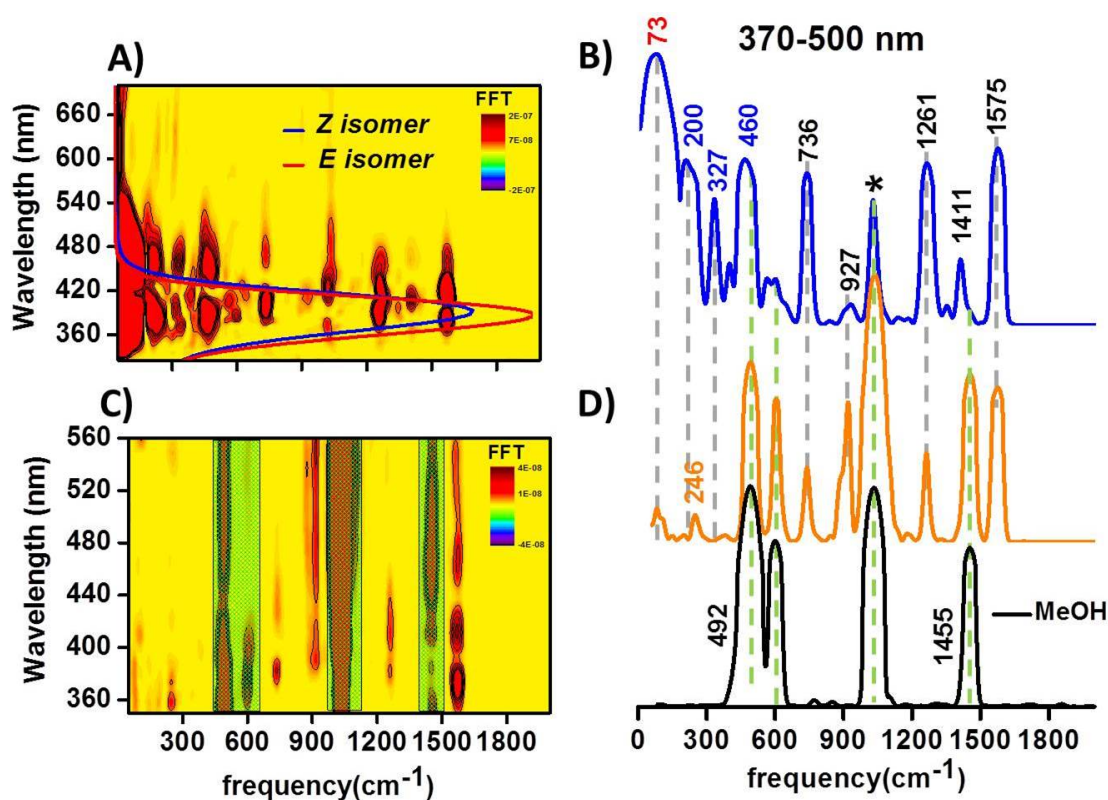 A)
FFT
2E-07
7E-08
-2E-07
Z isomer
E isomer
660
600
540
480
420
360
Wavelength (nm)
370-500 nm
B)
73
200
327
460
736
927
*
1261
1411
1575
C)
FFT
4E-08
1E-08
-4E-08
560
520
480
440
400
360
Wavelength (nm)
300 600 900 1200 1500 1800
frequency(cm-1)
D)
246
492
1455
MeOH
0 300 600 900 1200 1500 1800
frequency(cm-1)